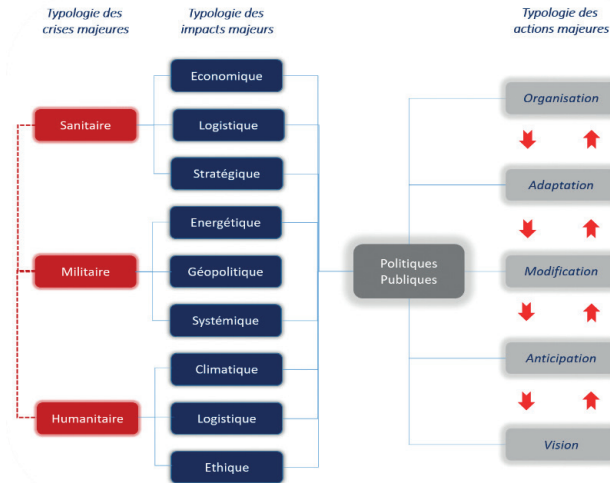 Typologie des
crises majeures
Typologie des
impacts majeurs
Typologie des
actions majeures
Sanitaire
Militaire
Humanitaire
Economique
Logistique
Stratégique
Energétique
Géopolitique
Systémique
Climatique
Logistique
Ethique
Politiques
Publiques
Organisation
Adaptation
Modification
Anticipation
Vision